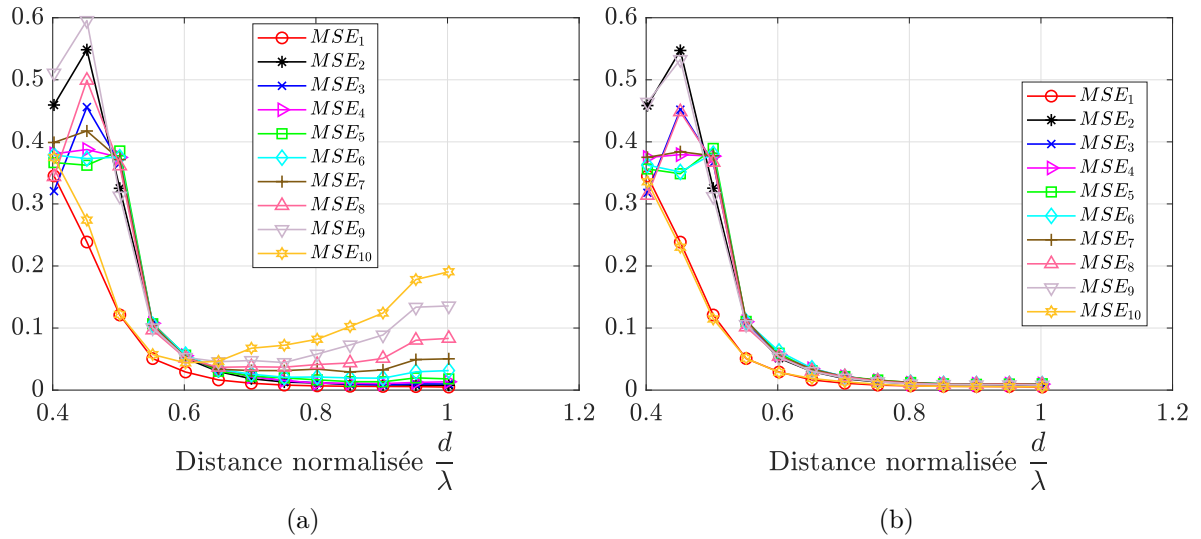 0.6
0.5
0.4
0.3
0.2
0.1
0
0.4
0.6
0.8
1
1.2
MSE₁
MSE₂
MSE₃
MSE₄
MSE₅
MSE₆
MSE₇
MSE₈
MSE₉
MSE₁₀
Distance normalisée d/λ
(a)
0.6
0.5
0.4
0.3
0.2
0.1
0
0.4
0.6
0.8
1
1.2
MSE₁
MSE₂
MSE₃
MSE₄
MSE₅
MSE₆
MSE₇
MSE₈
MSE₉
MSE₁₀
Distance normalisée d/λ
(b)